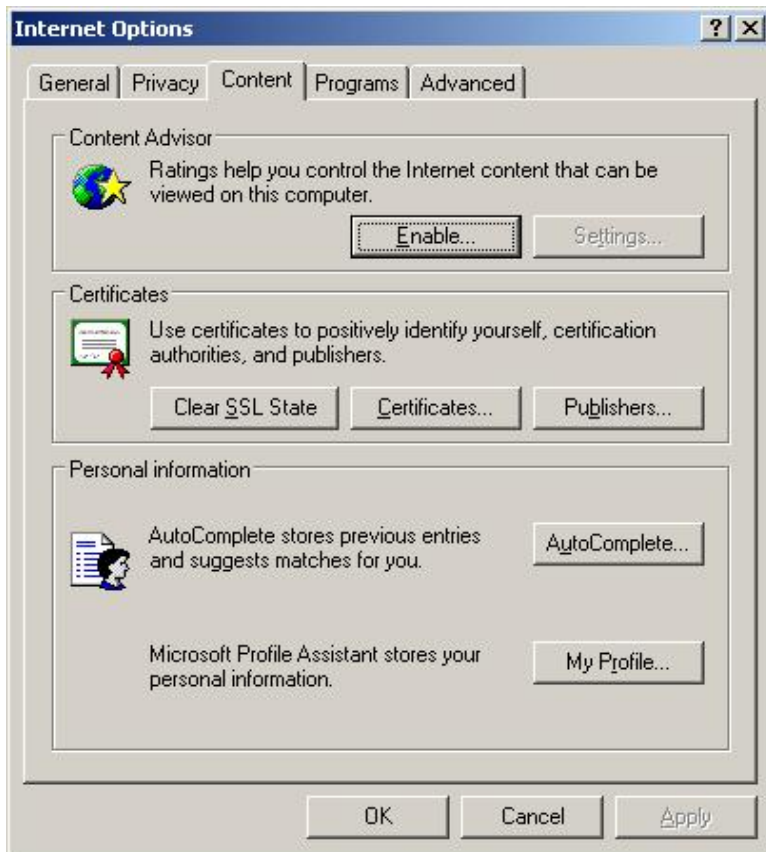 Internet Options
General Privacy Content Programs Advanced
Content Advisor
Ratings help you control the Internet content that can be
viewed on this computer.
Enable... Settings...
Certificates
Use certificates to positively identify yourself, certification
authorities, and publishers.
Clear SSL State Certificates... Publishers...
Personal information
AutoComplete stores previous entries
and suggests matches for you.
AutoComplete...
Microsoft Profile Assistant stores your
personal information.
My Profile...
OK Cancel Apply